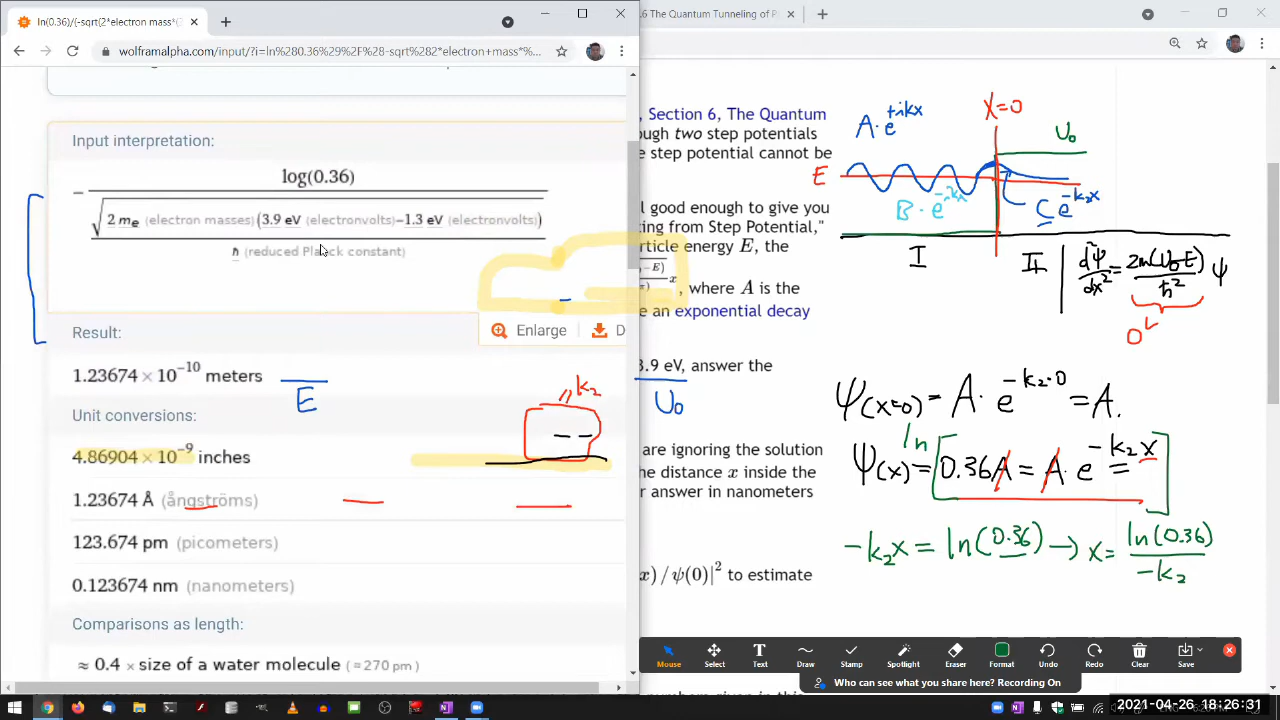 ln(0.36)/(-sqrt(2*electron mass*(
.6 The Quantum Tunneling of P
wolframalpha.com/input/?i=ln%280.36%29%2F%28-sqrt%282*electron+mass*%...
Input interpretation:
log(0.36)
−
√ 2 mₑ (electron masses) (3.9 eV (electronvolts)−1.3 eV (electronvolts))
ħ (reduced Planck constant)
Enlarge
D
Result:
1.23674 × 10⁻¹⁰ meters
E
Unit conversions:
k₂
4.86904 × 10⁻⁹ inches
1.23674 Å (ångströms)
123.674 pm (picometers)
0.123674 nm (nanometers)
Comparisons as length:
≈ 0.4 × size of a water molecule (≈ 270 pm)
, Section 6, The Quantum
ough two step potentials
e step potential cannot be
l good enough to give you
ing from Step Potential,"
rticle energy E, the
−E)
x
, where A is the
e an exponential decay
3.9 eV, answer the
U₀
are ignoring the solution
he distance x inside the
r answer in nanometers
x)/ψ(0)|² to estimate
numbers given in this
A·e^{+ikx}
x=0
U₀
E
B·e^{-ikx}
C e^{-k₂x}
I
II
d²ψ/dx² = 2m(U₀-E)/ħ² ψ
ψ(x=0) = A·e^{-k₂·0} = A.
ln
ψ(x) = 0.36A = A·e^{-k₂x} =
-k₂x = ln(0.36) → x = ln(0.36)/-k₂
Mouse
Select
Text
Draw
Stamp
Spotlight
Eraser
Format
Undo
Redo
Clear
Save
Who can see what you share here? Recording On
2021-04-26 18:26:31